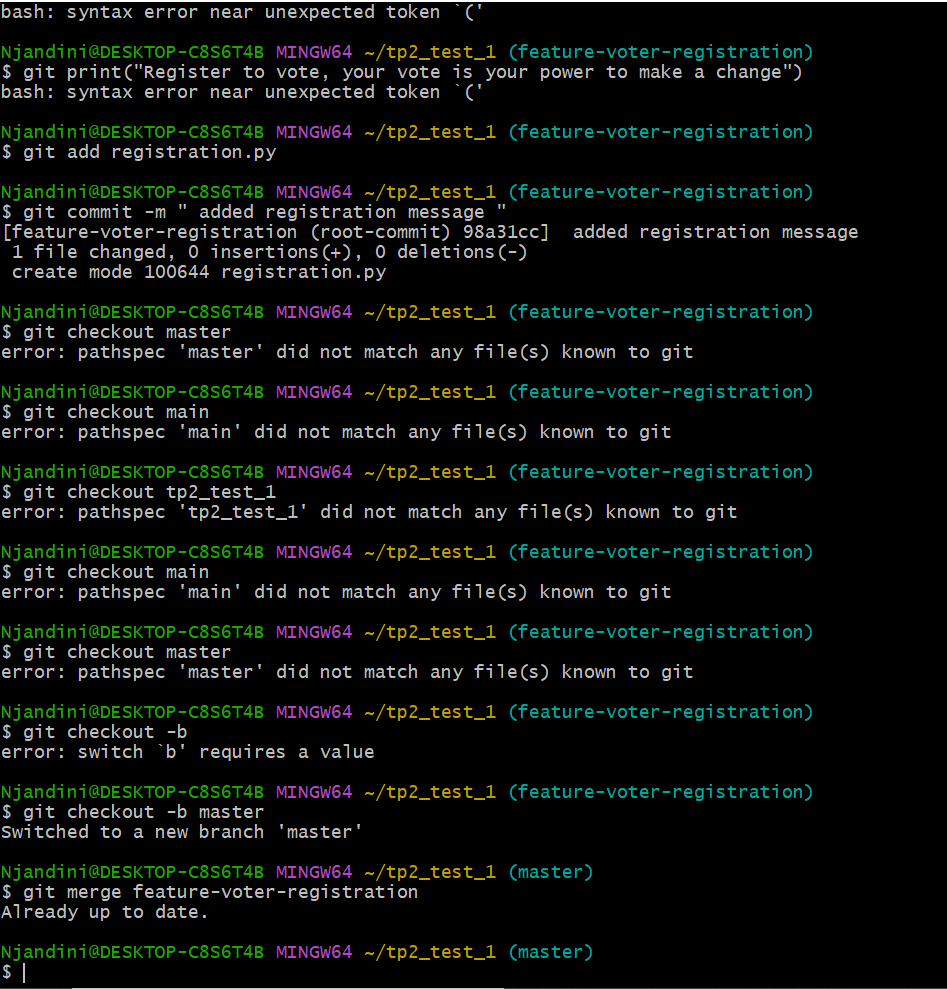 bash: syntax error near unexpected token `('
Njandini@DESKTOP-C8S6T4B MINGW64 ~/tp2_test_1 (feature-voter-registration)
$ git print("Register to vote, your vote is your power to make a change")
bash: syntax error near unexpected token `('
Njandini@DESKTOP-C8S6T4B MINGW64 ~/tp2_test_1 (feature-voter-registration)
$ git add registration.py
Njandini@DESKTOP-C8S6T4B MINGW64 ~/tp2_test_1 (feature-voter-registration)
$ git commit -m " added registration message "
[feature-voter-registration (root-commit) 98a31cc]  added registration message
 1 file changed, 0 insertions(+), 0 deletions(-)
 create mode 100644 registration.py
Njandini@DESKTOP-C8S6T4B MINGW64 ~/tp2_test_1 (feature-voter-registration)
$ git checkout master
error: pathspec 'master' did not match any file(s) known to git
Njandini@DESKTOP-C8S6T4B MINGW64 ~/tp2_test_1 (feature-voter-registration)
$ git checkout main
error: pathspec 'main' did not match any file(s) known to git
Njandini@DESKTOP-C8S6T4B MINGW64 ~/tp2_test_1 (feature-voter-registration)
$ git checkout tp2_test_1
error: pathspec 'tp2_test_1' did not match any file(s) known to git
Njandini@DESKTOP-C8S6T4B MINGW64 ~/tp2_test_1 (feature-voter-registration)
$ git checkout main
error: pathspec 'main' did not match any file(s) known to git
Njandini@DESKTOP-C8S6T4B MINGW64 ~/tp2_test_1 (feature-voter-registration)
$ git checkout master
error: pathspec 'master' did not match any file(s) known to git
Njandini@DESKTOP-C8S6T4B MINGW64 ~/tp2_test_1 (feature-voter-registration)
$ git checkout -b
error: switch `b' requires a value
Njandini@DESKTOP-C8S6T4B MINGW64 ~/tp2_test_1 (feature-voter-registration)
$ git checkout -b master
Switched to a new branch 'master'
Njandini@DESKTOP-C8S6T4B MINGW64 ~/tp2_test_1 (master)
$ git merge feature-voter-registration
Already up to date.
Njandini@DESKTOP-C8S6T4B MINGW64 ~/tp2_test_1 (master)
$